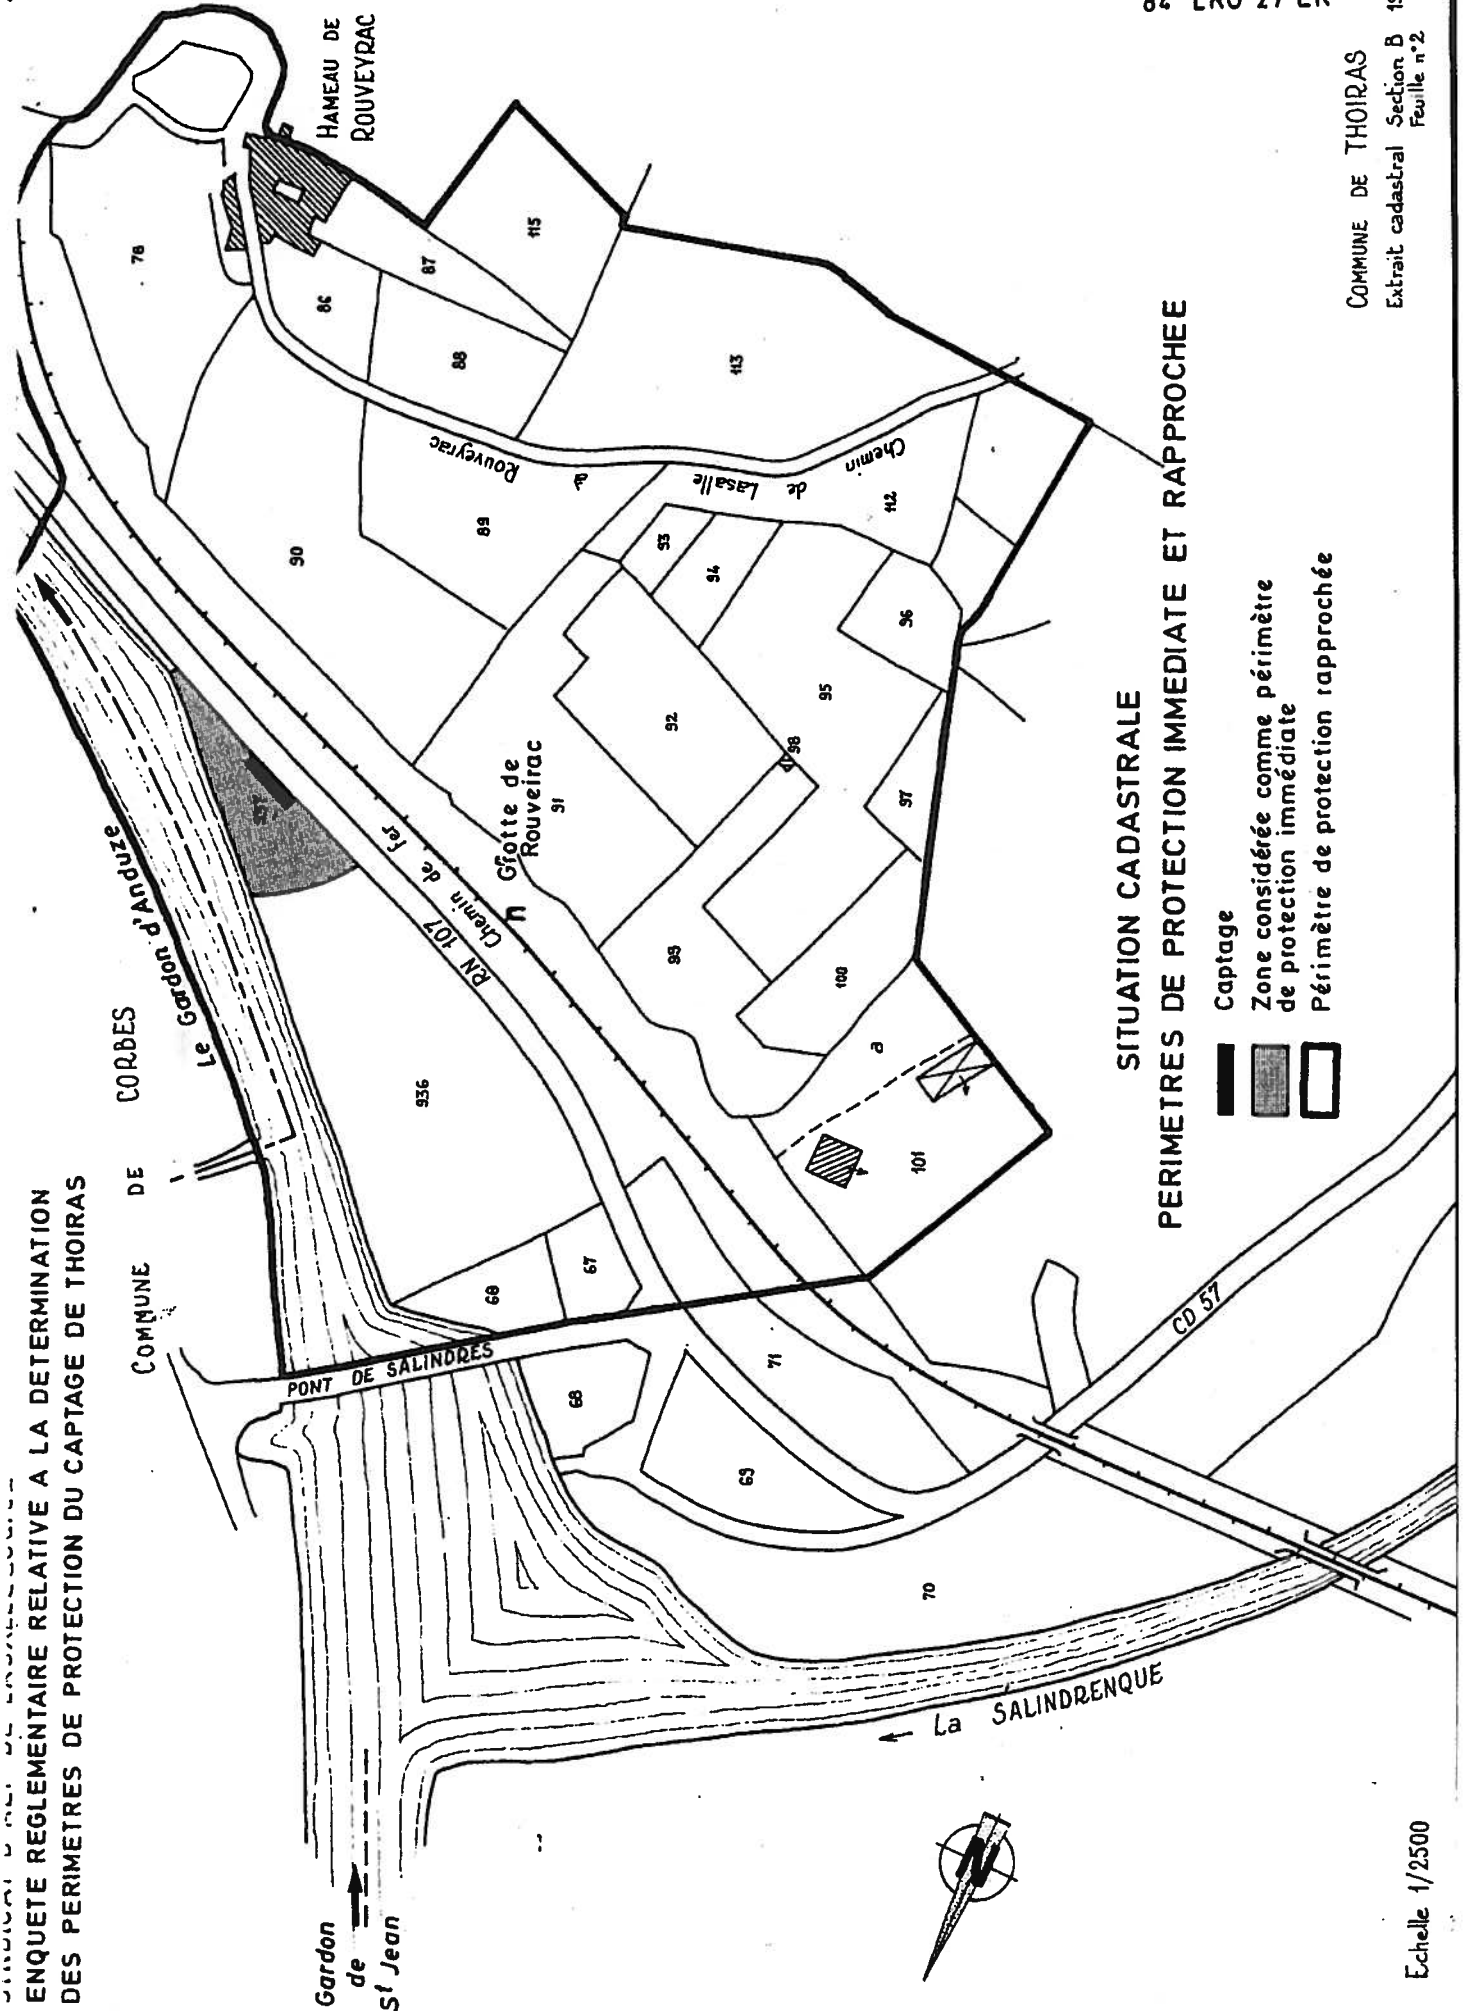 ENQUETE REGLEMENTAIRE RELATIVE A LA DETERMINATION
DES PERIMETRES DE PROTECTION DU CAPTAGE DE THOIRAS
COMMUNE DE CORBES
Le Gardon d'Anduze
HAMEAU DE
ROUVEYRAC
PONT DE SALINDRES
Gardon
de
St Jean
La SALINDRENQUE
RN 107
Chemin de Fer
Grotte de
Rouveirac
Chemin de Lasalle à Rouveyrac
CD 57
78
86
87
88
89
90
91
92
93
94
95
96
97
98
99
100
101
a
112
113
115
936
67
68
68
69
70
71
N
SITUATION CADASTRALE
PERIMETRES DE PROTECTION IMMEDIATE ET RAPPROCHEE
Captage
Zone considérée comme périmètre
de protection immédiate
Périmètre de protection rapprochée
COMMUNE DE THOIRAS
Extrait cadastral Section B
Feuille n°2
Echelle 1/2500